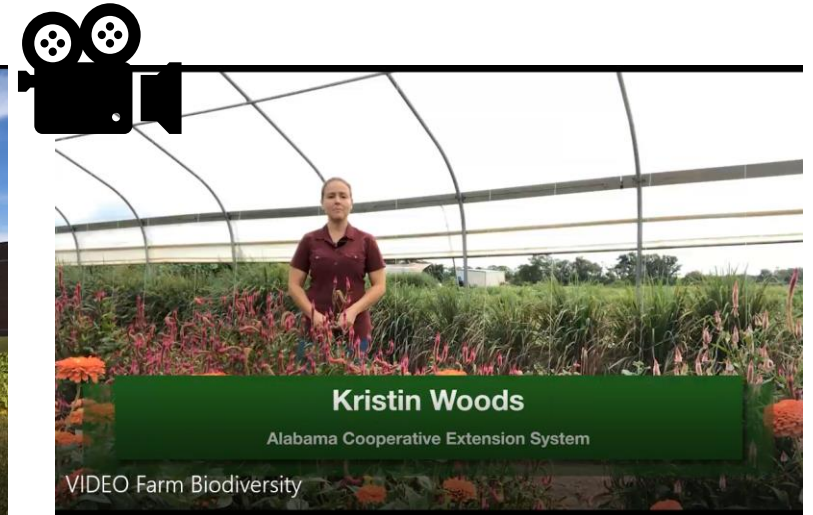 Kristin Woods
Alabama Cooperative Extension System
VIDEO Farm Biodiversity